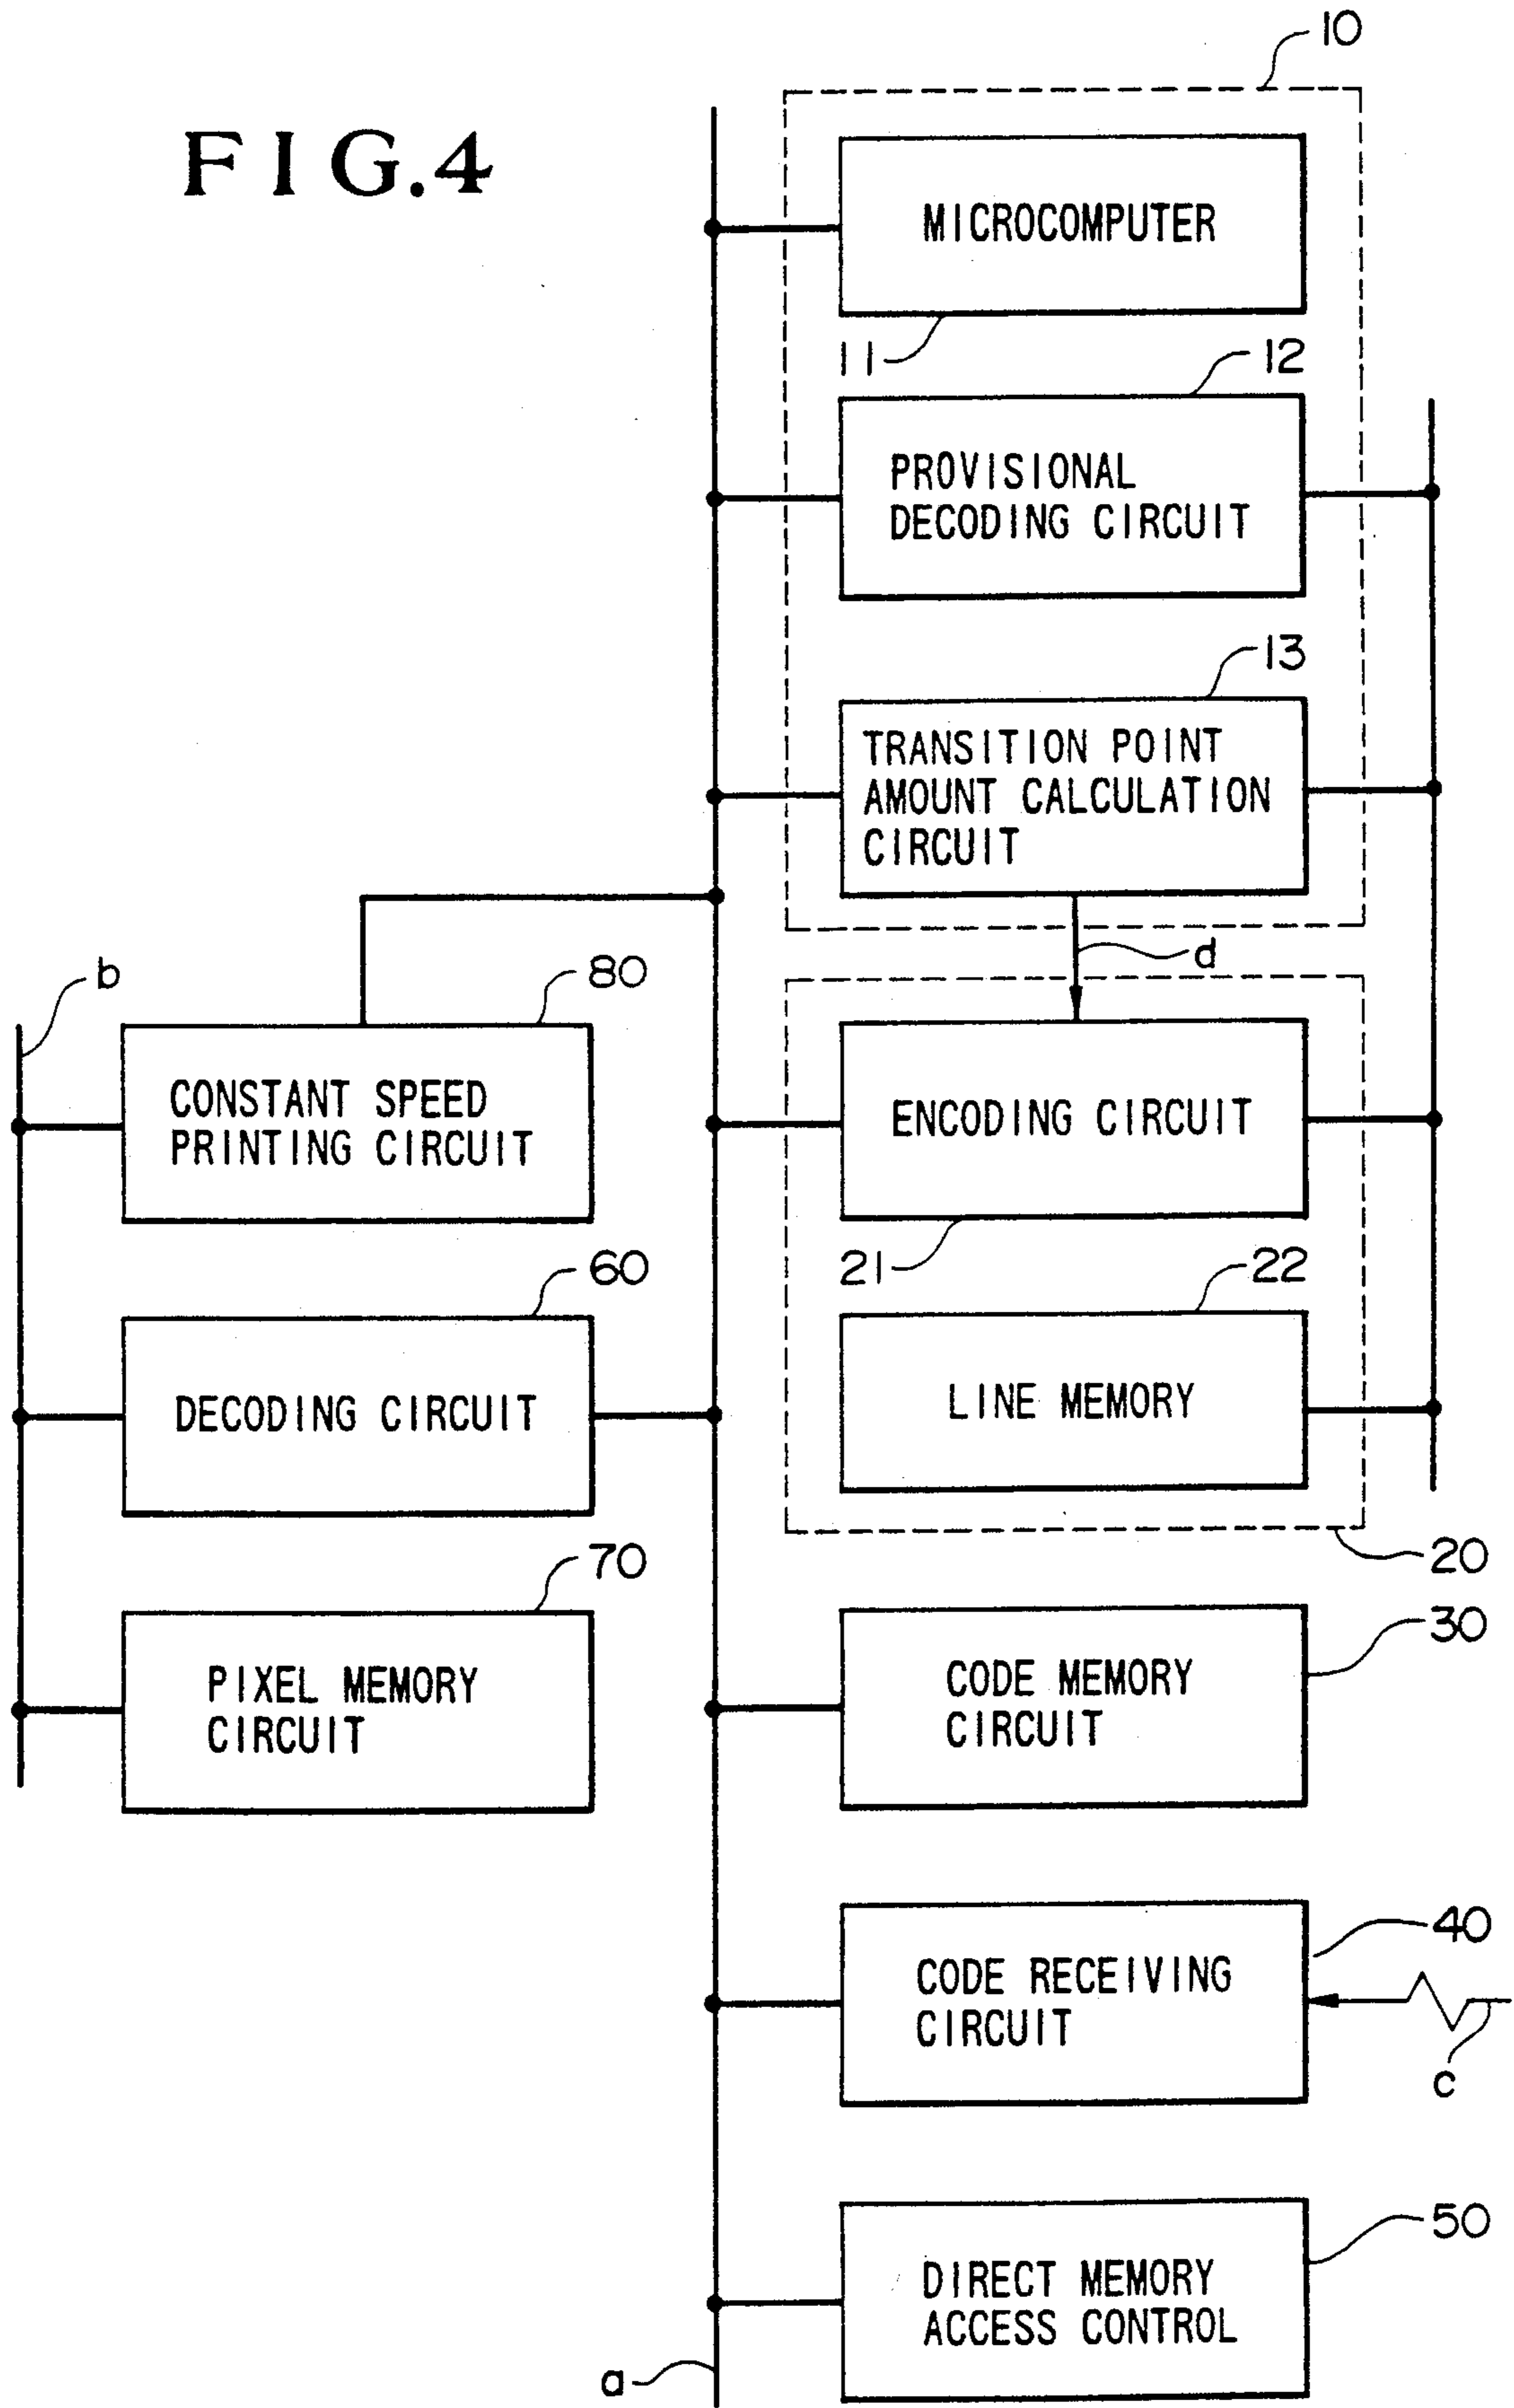 FIG.4
10
MICROCOMPUTER
11
12
PROVISIONAL
DECODING CIRCUIT
13
TRANSITION POINT
AMOUNT CALCULATION
CIRCUIT
d
b
80
CONSTANT SPEED
PRINTING CIRCUIT
ENCODING CIRCUIT
21
22
60
DECODING CIRCUIT
LINE MEMORY
20
70
PIXEL MEMORY
CIRCUIT
30
CODE MEMORY
CIRCUIT
40
CODE RECEIVING
CIRCUIT
c
50
DIRECT MEMORY
ACCESS CONTROL
a